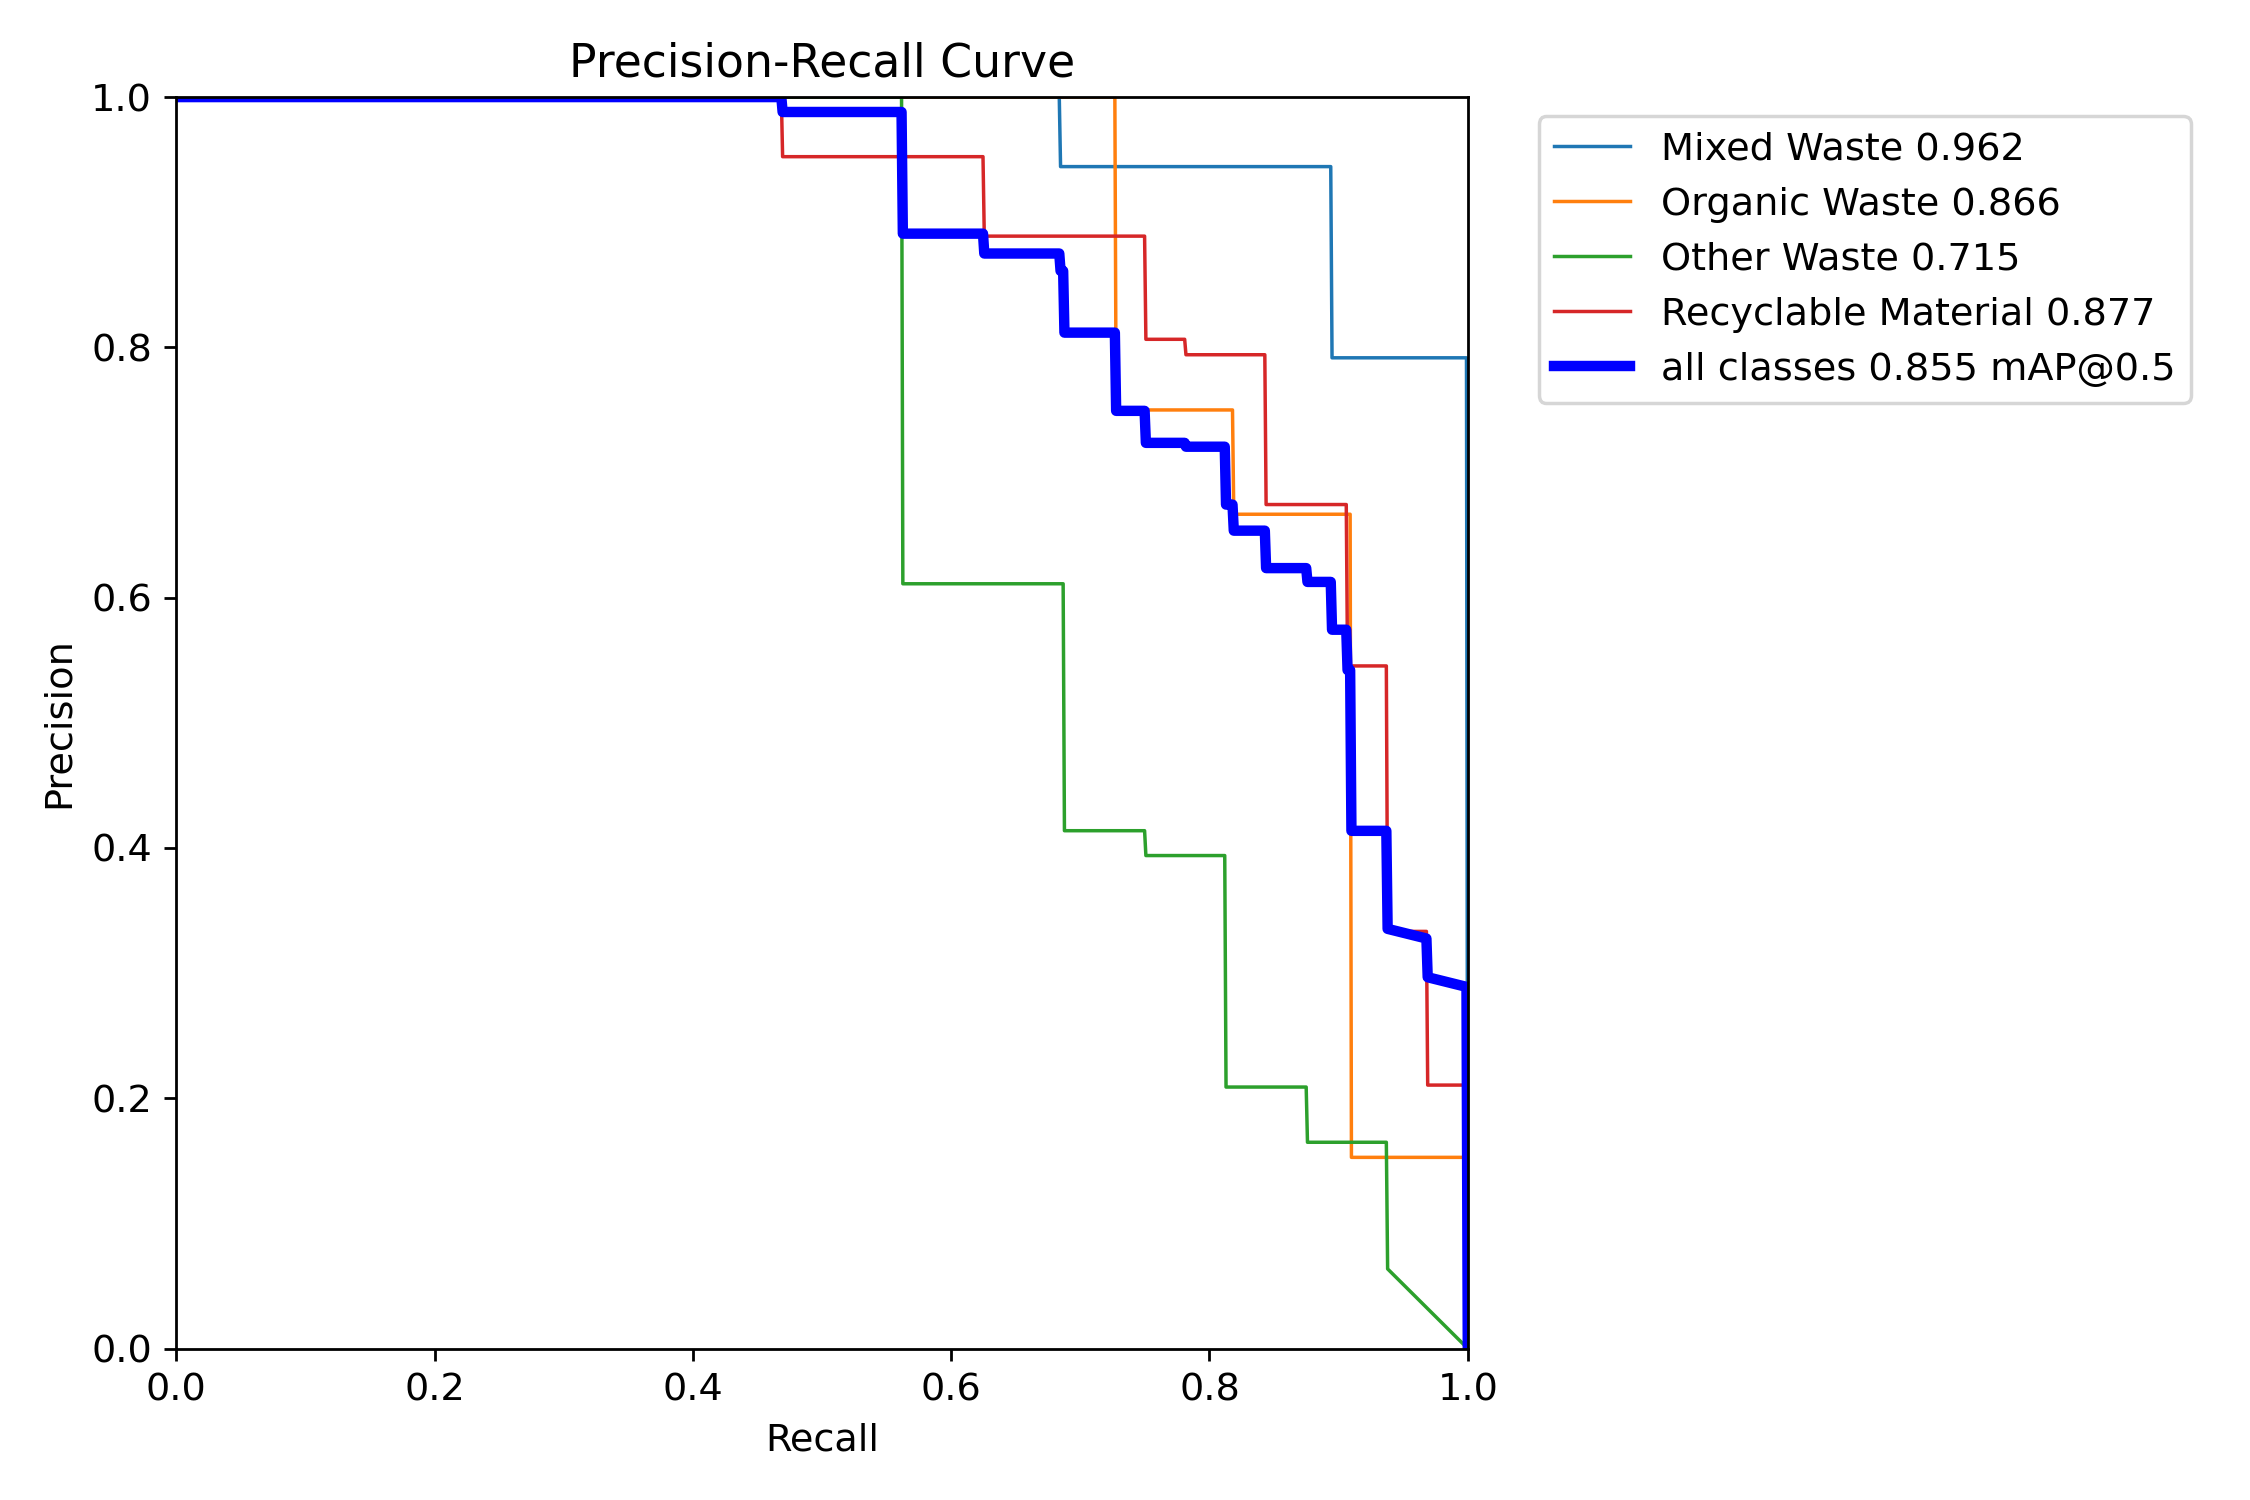 Precision-Recall Curve
1.0
0.8
0.6
0.4
0.2
0.0
Precision
0.0 0.2 0.4 0.6 0.8 1.0
Recall
Mixed Waste 0.962
Organic Waste 0.866
Other Waste 0.715
Recyclable Material 0.877
all classes 0.855 mAP@0.5